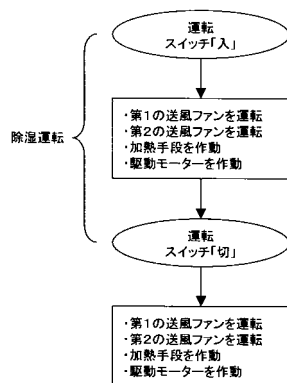 運転
スイッチ「入」
・第1の送風ファンを運転
・第2の送風ファンを運転
・加熱手段を作動
・駆動モーターを作動
除湿運転
運転
スイッチ「切」
・第1の送風ファンを運転
・第2の送風ファンを運転
・加熱手段を作動
・駆動モーターを作動